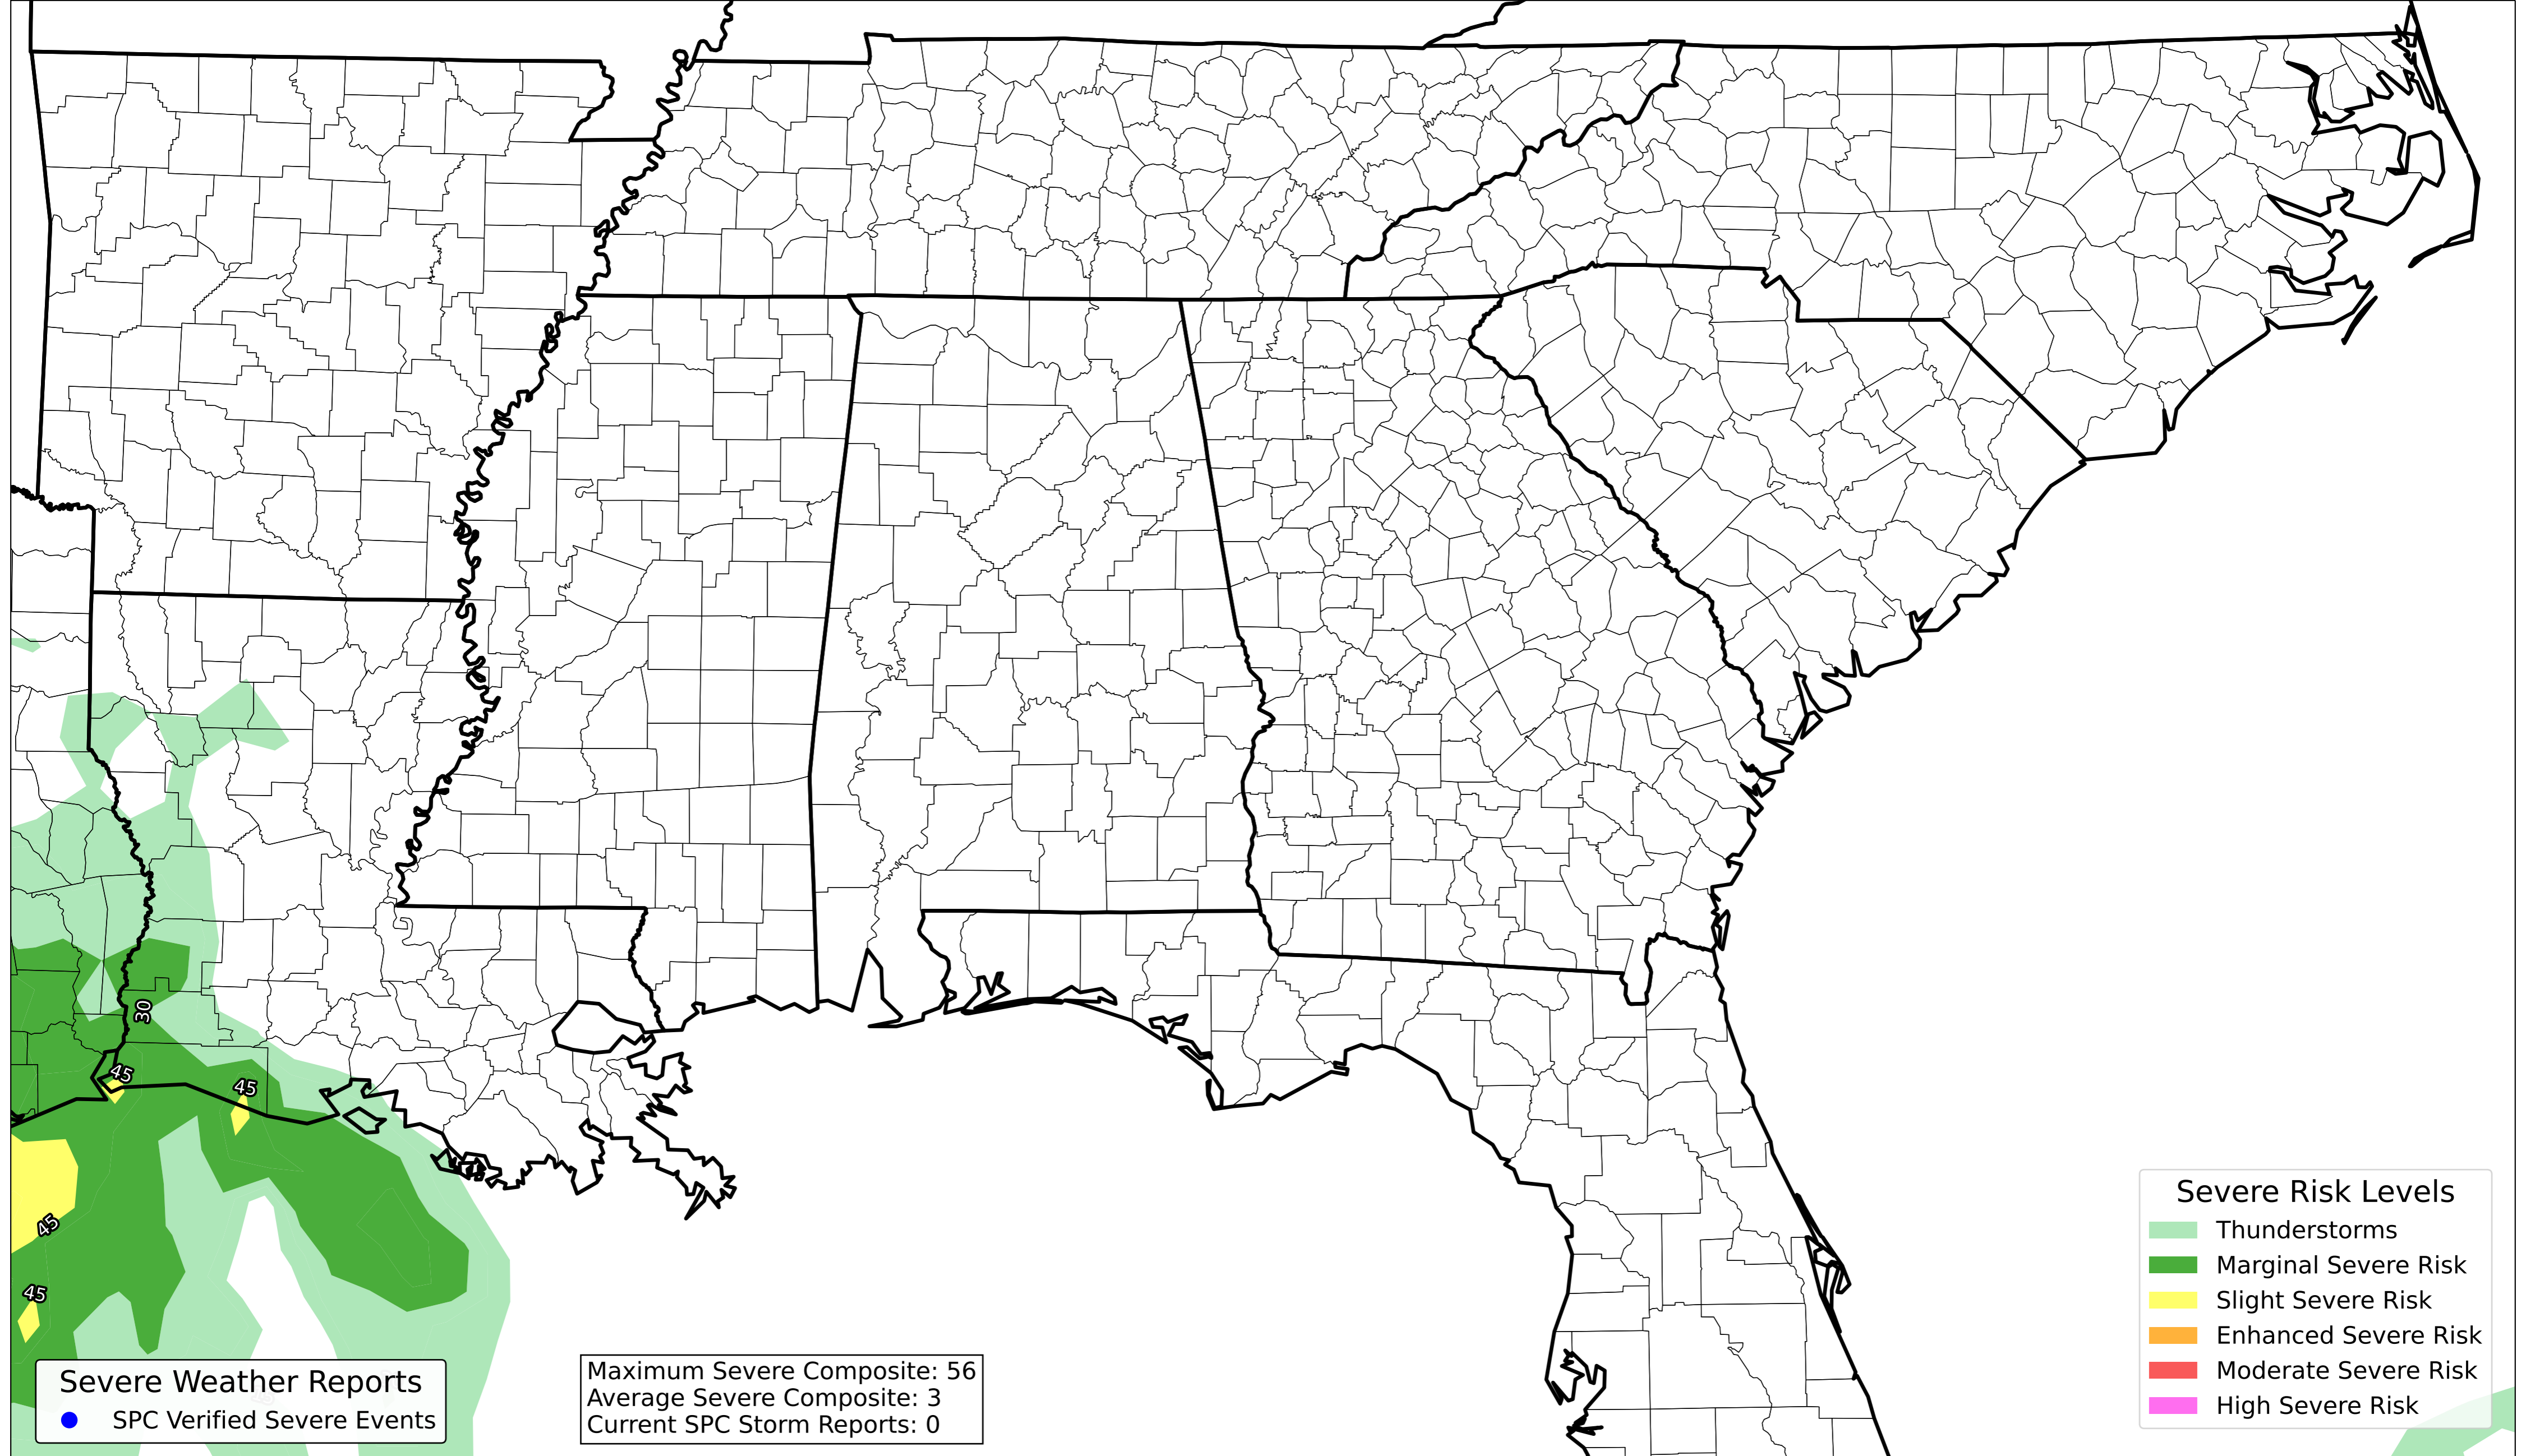 30
45
45
45
45
Severe Weather Reports
SPC Verified Severe Events
Maximum Severe Composite: 56
Average Severe Composite: 3
Current SPC Storm Reports: 0
Severe Risk Levels
Thunderstorms
Marginal Severe Risk
Slight Severe Risk
Enhanced Severe Risk
Moderate Severe Risk
High Severe Risk